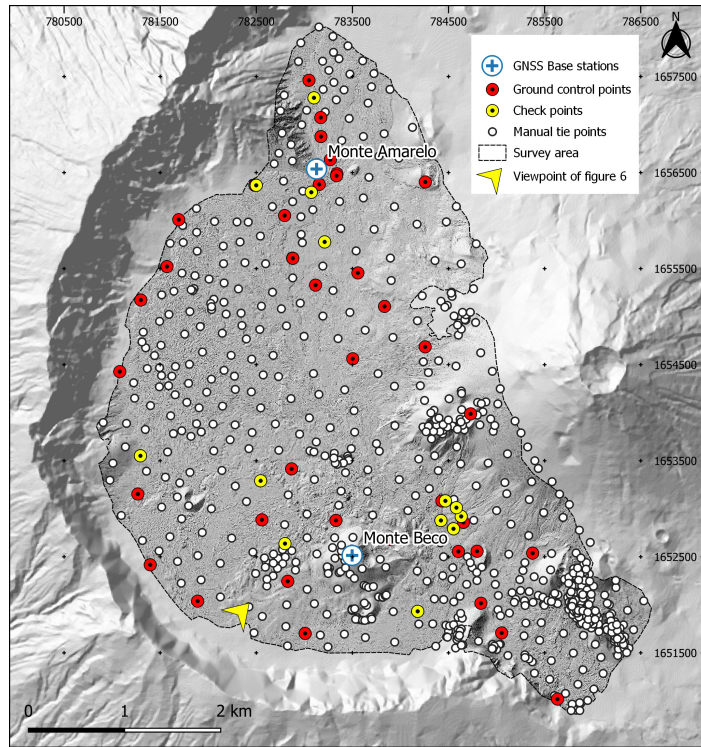 780500 781500 782500 783500 784500 785500 786500
N
GNSS Base stations
Ground control points
Check points
Manual tie points
Survey area
Viewpoint of figure 6
1657500
Monte Amarelo
1656500
1655500
1654500
1653500
Monte Beco
1652500
1651500
0 1 2 km